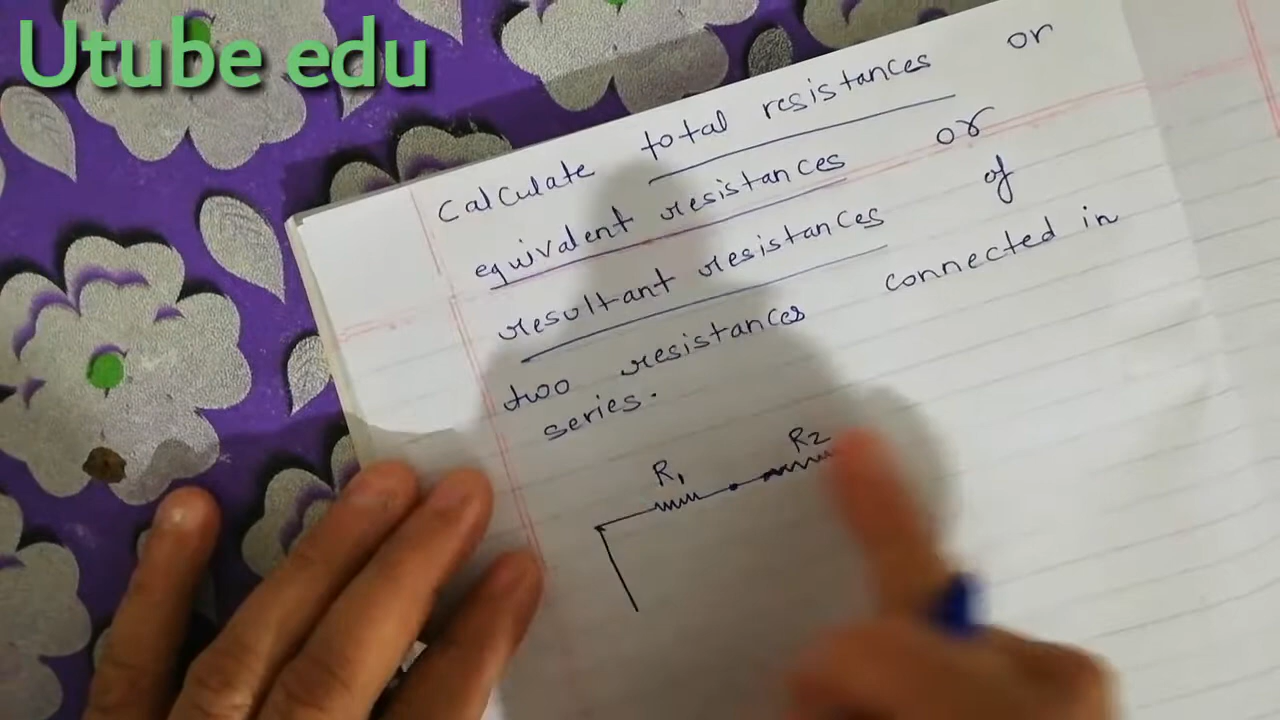 Utube edu
Calculate total resistances or
equivalent resistances or
resultant resistances of
two resistances connected in
series.
R1 R2